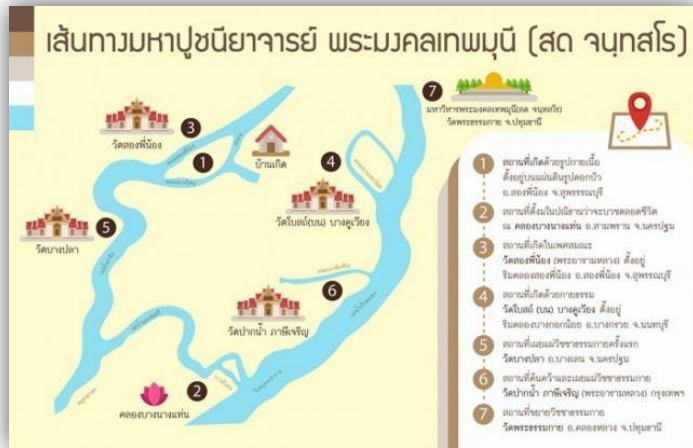 เส้นทางมหาปูชนียาจารย์ พระมงคลเทพมุนี (สด จนฺทสโร)
7
มหาวิหารพระมงคลเทพมุนี(สด จนฺทสโร)
วัดพระธรรมกาย จ.ปทุมธานี
3
วัดสองพี่น้อง
1
บ้านเกิด
4
วัดโบสถ์(บน) บางคูเวียง
5
วัดบางปลา
6
วัดปากน้ำ ภาษีเจริญ
2
คลองบางนางแท่น
1
สถานที่เกิดด้วยรูปกายเนื้อ
ตั้งอยู่บนแผ่นดินรูปดอกบัว
อ.สองพี่น้อง จ.สุพรรณบุรี
2
สถานที่ตั้งมโนปณิธานว่าจะบวชตลอดชีวิต
ณ คลองบางนางแท่น อ.สามพราน จ.นครปฐม
3
สถานที่เกิดในเพศสมณะ
วัดสองพี่น้อง (พระอารามหลวง) ตั้งอยู่
ริมคลองสองพี่น้อง อ.สองพี่น้อง จ.สุพรรณบุรี
4
สถานที่เกิดด้วยกายธรรม
วัดโบสถ์ (บน) บางคูเวียง ตั้งอยู่
ริมคลองบางกอกน้อย อ.บางกรวย จ.นนทบุรี
5
สถานที่เผยแผ่วิชชาธรรมกายครั้งแรก
วัดบางปลา อ.บางเลน จ.นครปฐม
6
สถานที่ค้นคว้าและเผยแผ่วิชชาธรรมกาย
วัดปากน้ำ ภาษีเจริญ (พระอารามหลวง) กรุงเทพฯ
7
สถานที่ขยายวิชชาธรรมกาย
วัดพระธรรมกาย อ.คลองหลวง จ.ปทุมธานี